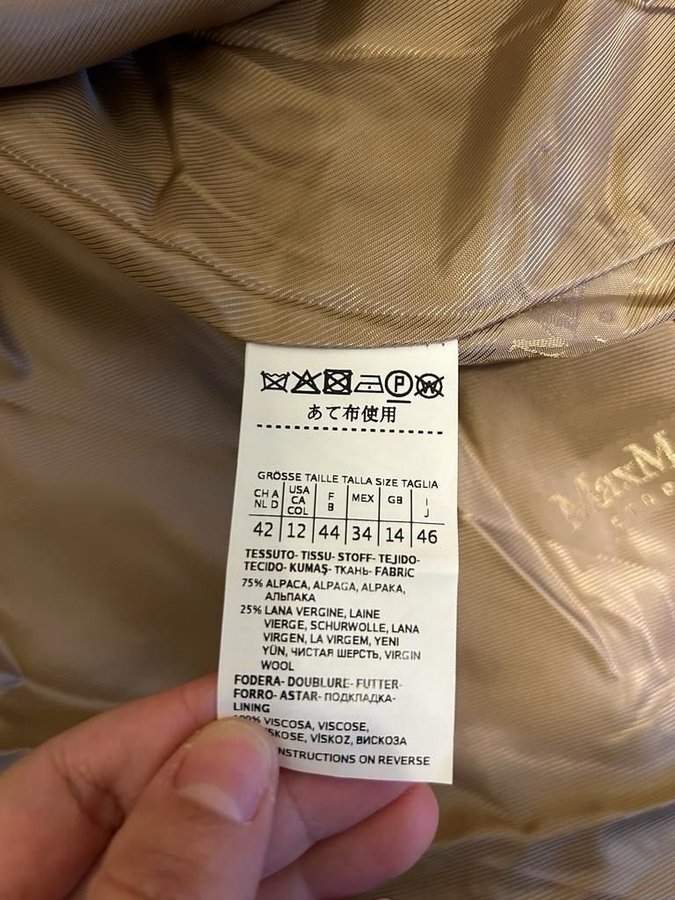 P W
あて布使用
GRÖSSE TAILLE TALLA SIZE TAGLIA
CH A NL D USA CA COL F B MEX GB I J
42 12 44 34 14 46
TESSUTO- TISSU- STOFF- TEJIDO-
TECIDO- KUMAŞ- ТКАНЬ- FABRIC
75% ALPACA, ALPAGA, ALPAKA,
АЛЬПАКА
25% LANA VERGINE, LAINE
VIERGE, SCHURWOLLE, LANA
VIRGEN, LA VIRGEM, YENI
YÜN, ЧИСТАЯ ШЕРСТЬ, VIRGIN
WOOL
FODERA- DOUBLURE- FUTTER-
FORRO- ASTAR- ПОДКЛАДКА-
LINING
VISCOSA, VISCOSE,
VİSKOZ, ВИСКОЗА
INSTRUCTIONS ON REVERSE
MaxM